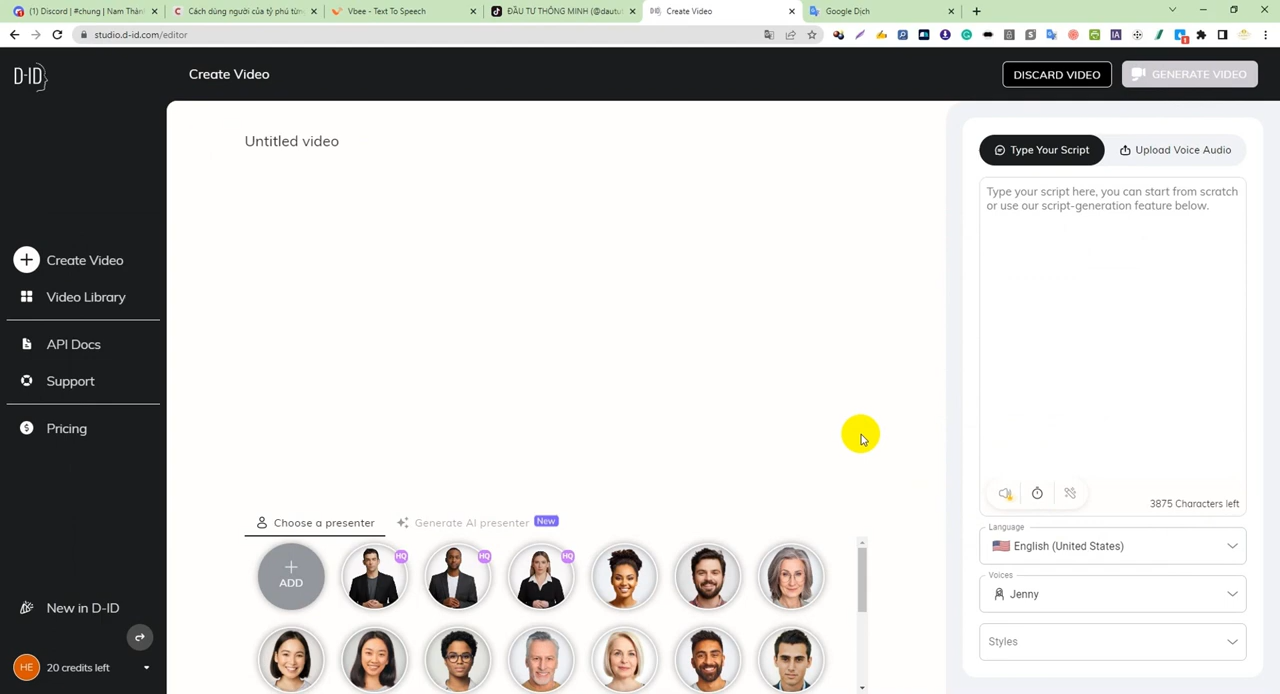 (1) Discord | #chung | Nam Thành
Cách dùng người của tỷ phú từng
Vbee - Text To Speech
ĐẦU TƯ THÔNG MINH (@dautu
Create Video
Google Dịch
studio.d-id.com/editor
D-ID
Create Video
DISCARD VIDEO
GENERATE VIDEO
Untitled video
Type Your Script
Upload Voice Audio
Type your script here, you can start from scratch
or use our script-generation feature below.
Create Video
Video Library
API Docs
Support
Pricing
3875 Characters left
Choose a presenter
Generate AI presenter
New
Language
English (United States)
ADD
HQ
HQ
HQ
Voices
Jenny
Styles
New in D-ID
HE
20 credits left